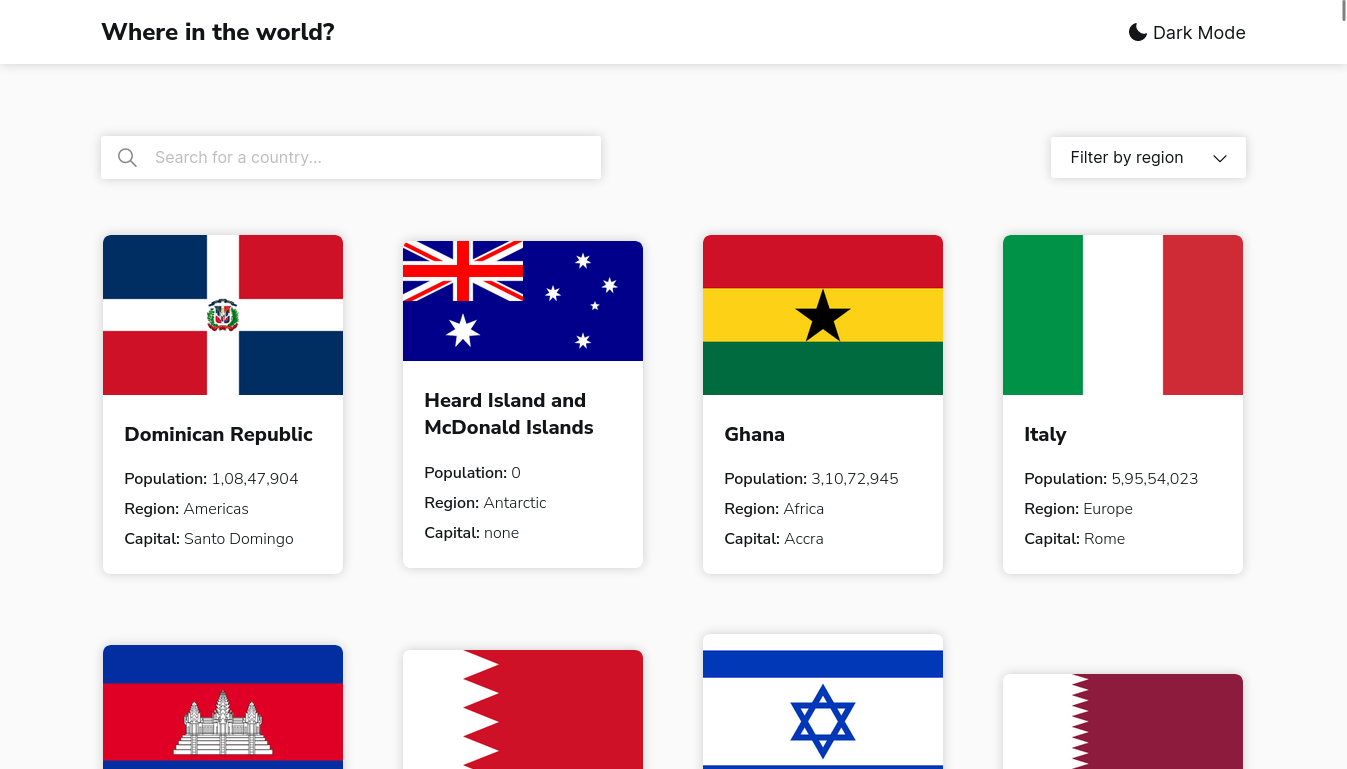 Where in the world?
Dark Mode
Search for a country...
Filter by region
Dominican Republic
Population: 1,08,47,904
Region: Americas
Capital: Santo Domingo
Heard Island and
McDonald Islands
Population: 0
Region: Antarctic
Capital: none
Ghana
Population: 3,10,72,945
Region: Africa
Capital: Accra
Italy
Population: 5,95,54,023
Region: Europe
Capital: Rome